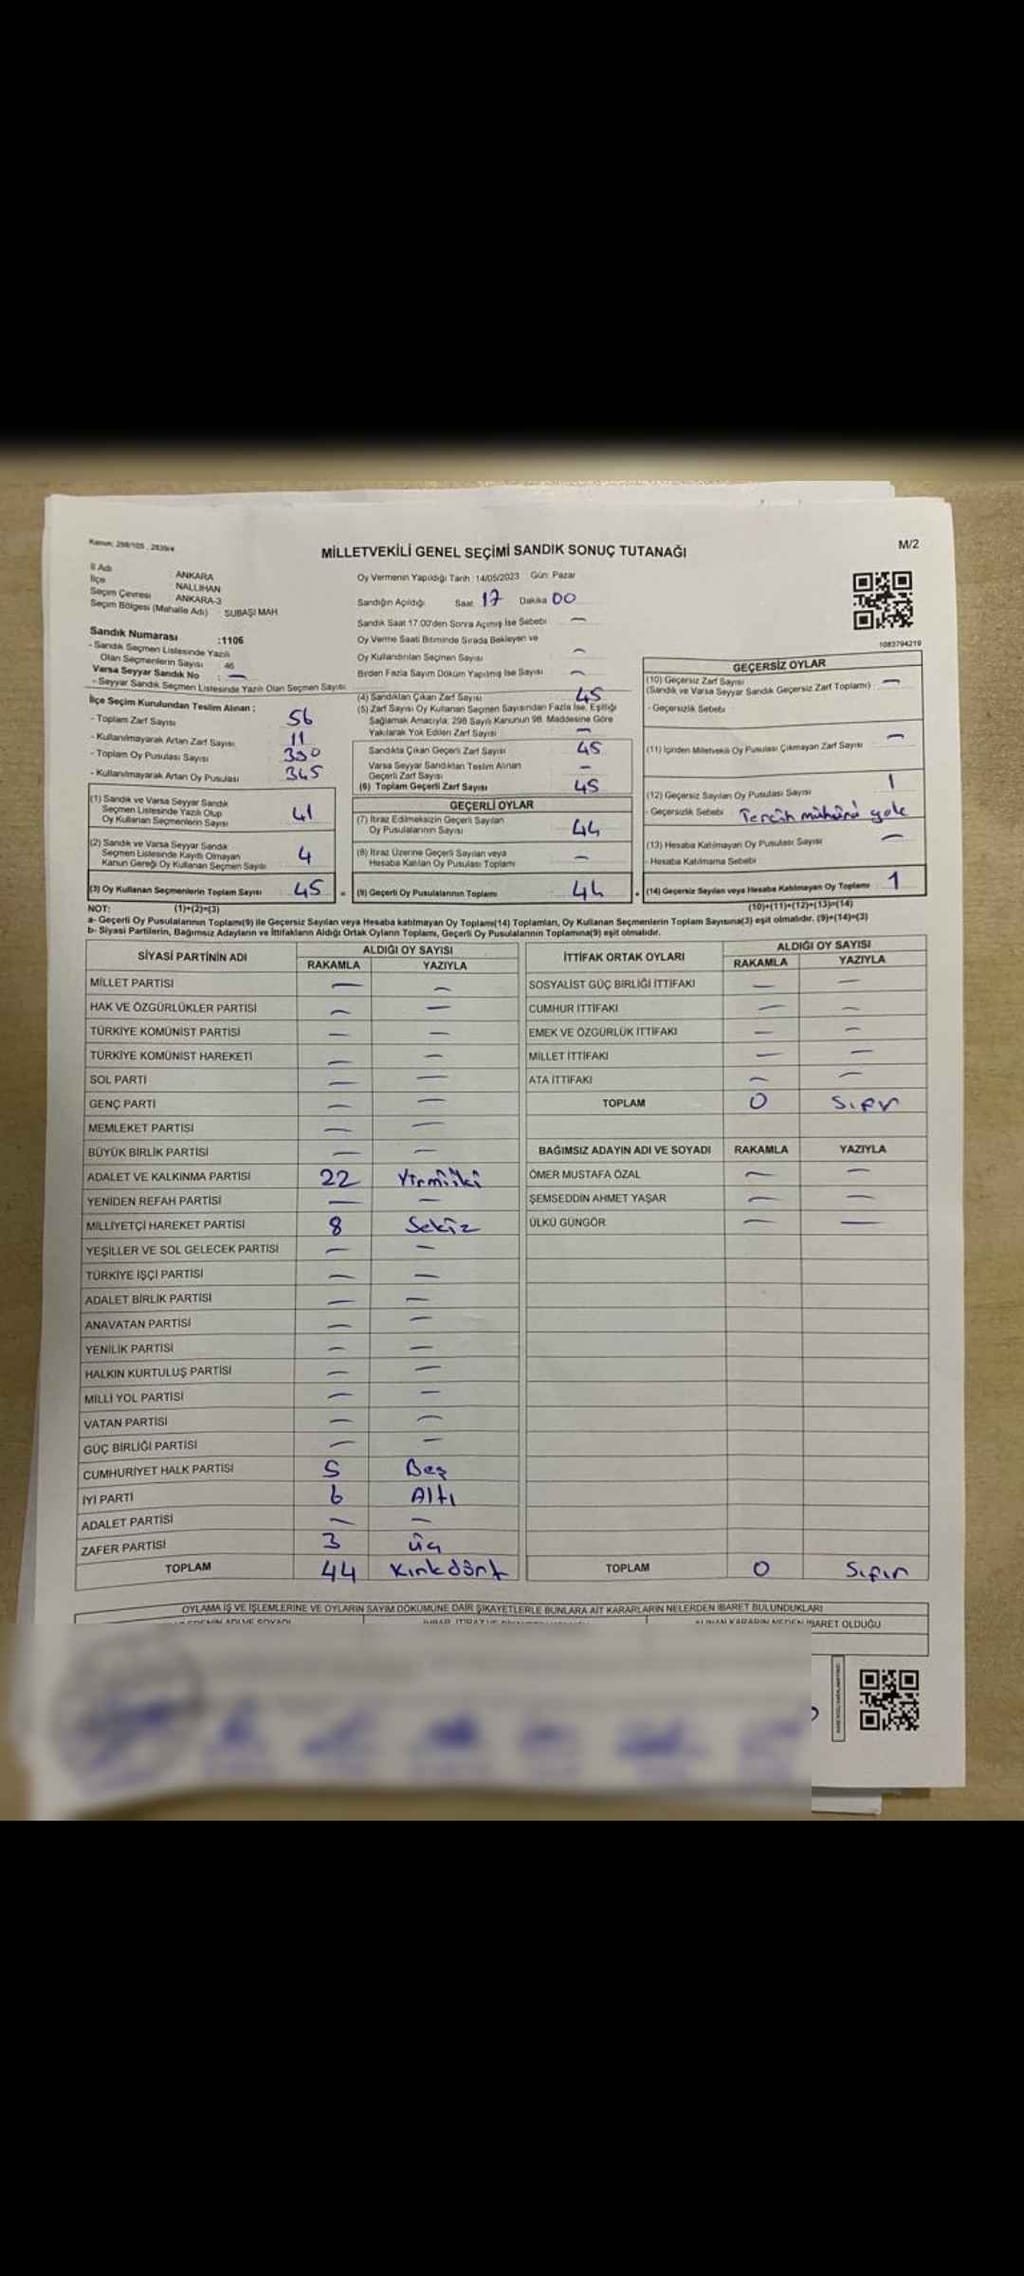 Kanun: 298/105 , 2839/e
MİLLETVEKİLİ GENEL SEÇİMİ SANDIK SONUÇ TUTANAĞI
M/2
İl Adı : ANKARA
İlçe : NALLIHAN
Seçim Çevresi : ANKARA-3
Seçim Bölgesi (Mahalle Adı) : SUBAŞI MAH
Sandık Numarası :1106
- Sandık Seçmen Listesinde Yazılı
Olan Seçmenlerin Sayısı 46
Varsa Seyyar Sandık No : —
- Seyyar Sandık Seçmen Listesinde Yazılı Olan Seçmen Sayısı:
İlçe Seçim Kurulundan Teslim Alınan :
- Toplam Zarf Sayısı 56
- Kullanılmayarak Artan Zarf Sayısı 11
- Toplam Oy Pusulası Sayısı
- Kullanılmayarak Artan Oy Pusulası 345
(1) Sandık ve Varsa Seyyar Sandık
Seçmen Listesinde Yazılı Olup
Oy Kullanan Seçmenlerin Sayısı 41
(2) Sandık ve Varsa Seyyar Sandık
Seçmen Listesinde Kayıtlı Olmayan
Kanun Gereği Oy Kullanan Seçmen Sayısı 4
(3) Oy Kullanan Seçmenlerin Toplam Sayısı 45
Oy Vermenin Yapıldığı Tarih : 14/05/2023 Gün: Pazar
Sandığın Açıldığı Saat 17 Dakika 00
Sandık Saat 17.00'den Sonra Açılmış İse Sebebi —
Oy Verme Saati Bitiminde Sırada Bekleyen ve
Oy Kullandırılan Seçmen Sayısı —
Birden Fazla Sayım Döküm Yapılmış İse Sayısı —
(4) Sandıktan Çıkan Zarf Sayısı 45
(5) Zarf Sayısı Oy Kullanan Seçmen Sayısından Fazla İse, Eşitliği
Sağlamak Amacıyla, 298 Sayılı Kanunun 98. Maddesine Göre
Yakılarak Yok Edilen Zarf Sayısı —
Sandıkta Çıkan Geçerli Zarf Sayısı 45
Varsa Seyyar Sandıktan Teslim Alınan
Geçerli Zarf Sayısı —
(6) Toplam Geçerli Zarf Sayısı 45
GEÇERLİ OYLAR
(7) İtiraz Edilmeksizin Geçerli Sayılan
Oy Pusulalarının Sayısı 44
(8) İtiraz Üzerine Geçerli Sayılan veya
Hesaba Katılan Oy Pusulası Toplamı —
= (9) Geçerli Oy Pusulalarının Toplamı 44
1083794219
GEÇERSİZ OYLAR
(10) Geçersiz Zarf Sayısı —
(Sandık ve Varsa Seyyar Sandık Geçersiz Zarf Toplamı)
- Geçersizlik Sebebi
(11) İçinden Milletvekili Oy Pusulası Çıkmayan Zarf Sayısı —
(12) Geçersiz Sayılan Oy Pusulası Sayısı 1
- Geçersizlik Sebebi Tercih mühürü yok
(13) Hesaba Katılmayan Oy Pusulası Sayısı —
- Hesaba Katılmama Sebebi
+ (14) Geçersiz Sayılan veya Hesaba Katılmayan Oy Toplamı 1
NOT: (1)+(2)=(3) (10)+(11)+(12)+(13)=(14)
a- Geçerli Oy Pusulalarının Toplamı(9) ile Geçersiz Sayılan veya Hesaba katılmayan Oy Toplamı(14) Toplamları, Oy Kullanan Seçmenlerin Toplam Sayısına(3) eşit olmalıdır. (9)+(14)=(3)
b- Siyasi Partilerin, Bağımsız Adayların ve İttifakların Aldığı Ortak Oyların Toplamı, Geçerli Oy Pusulalarının Toplamına(9) eşit olmalıdır.
SİYASİ PARTİNİN ADI ALDIĞI OY SAYISI
RAKAMLA YAZIYLA
MİLLET PARTİSİ — —
HAK VE ÖZGÜRLÜKLER PARTİSİ — —
TÜRKİYE KOMÜNİST PARTİSİ — —
TÜRKİYE KOMÜNİST HAREKETİ — —
SOL PARTİ — —
GENÇ PARTİ — —
MEMLEKET PARTİSİ — —
BÜYÜK BİRLİK PARTİSİ — —
ADALET VE KALKINMA PARTİSİ 22 Yirmiiki
YENİDEN REFAH PARTİSİ — —
MİLLİYETÇİ HAREKET PARTİSİ 8 Sekiz
YEŞİLLER VE SOL GELECEK PARTİSİ — —
TÜRKİYE İŞÇİ PARTİSİ — —
ADALET BİRLİK PARTİSİ — —
ANAVATAN PARTİSİ — —
YENİLİK PARTİSİ — —
HALKIN KURTULUŞ PARTİSİ — —
MİLLİ YOL PARTİSİ — —
VATAN PARTİSİ — —
GÜÇ BİRLİĞİ PARTİSİ — —
CUMHURİYET HALK PARTİSİ 5 Beş
İYİ PARTİ 6 Altı
ADALET PARTİSİ — —
ZAFER PARTİSİ 3 üç
TOPLAM 44 Kırkdört
İTTİFAK ORTAK OYLARI ALDIĞI OY SAYISI
RAKAMLA YAZIYLA
SOSYALİST GÜÇ BİRLİĞİ İTTİFAKI — —
CUMHUR İTTİFAKI — —
EMEK VE ÖZGÜRLÜK İTTİFAKI — —
MİLLET İTTİFAKI — —
ATA İTTİFAKI — —
TOPLAM 0 Sıfır
BAĞIMSIZ ADAYIN ADI VE SOYADI RAKAMLA YAZIYLA
ÖMER MUSTAFA ÖZAL — —
ŞEMSEDDİN AHMET YAŞAR — —
ÜLKÜ GÜNGÖR — —
TOPLAM 0 Sıfır
OYLAMA İŞ VE İŞLEMLERİNE VE OYLARIN SAYIM DÖKÜMÜNE DAİR ŞİKAYETLERLE BUNLARA AİT KARARLARIN NELERDEN İBARET BULUNDUKLARI
ALINAN KARARIN NEDEN İBARET OLDUĞU